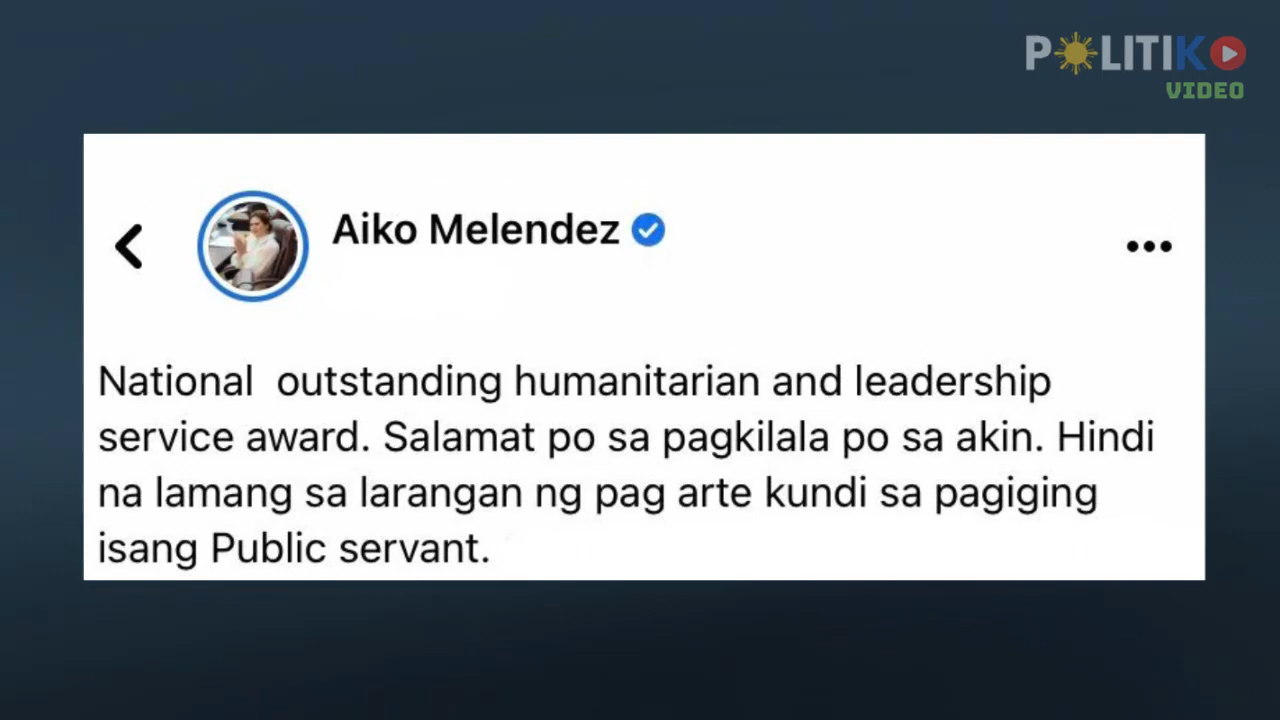 POLITIKO
VIDEO
Aiko Melendez
National outstanding humanitarian and leadership
service award. Salamat po sa pagkilala po sa akin. Hindi
na lamang sa larangan ng pag arte kundi sa pagiging
isang Public servant.